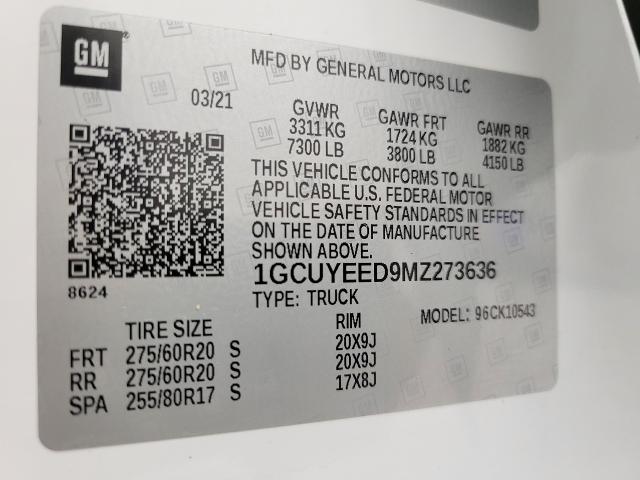 GM
MFD BY GENERAL MOTORS LLC
03/21
GVWR GAWR FRT GAWR RR
3311 KG 1724 KG 1882 KG
7300 LB 3800 LB 4150 LB
THIS VEHICLE CONFORMS TO ALL
APPLICABLE U.S. FEDERAL MOTOR
VEHICLE SAFETY STANDARDS IN EFFECT
ON THE DATE OF MANUFACTURE
SHOWN ABOVE.
1GCUYEED9MZ273636
8624
TYPE: TRUCK
MODEL: 96CK10543
TIRE SIZE RIM
FRT 275/60R20 S 20X9J
RR 275/60R20 S 20X9J
SPA 255/80R17 S 17X8J